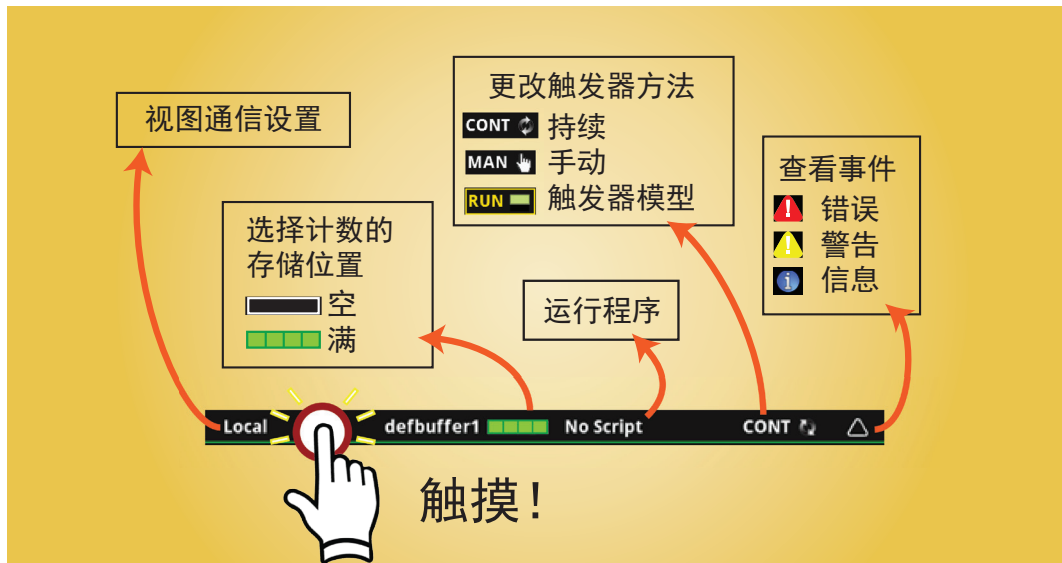 视图通信设置
更改触发器方法
CONT 持续
MAN 手动
RUN 触发器模型
查看事件
错误
警告
信息
选择计数的
存储位置
空
满
运行程序
Local
defbuffer1
No Script
CONT
触摸！